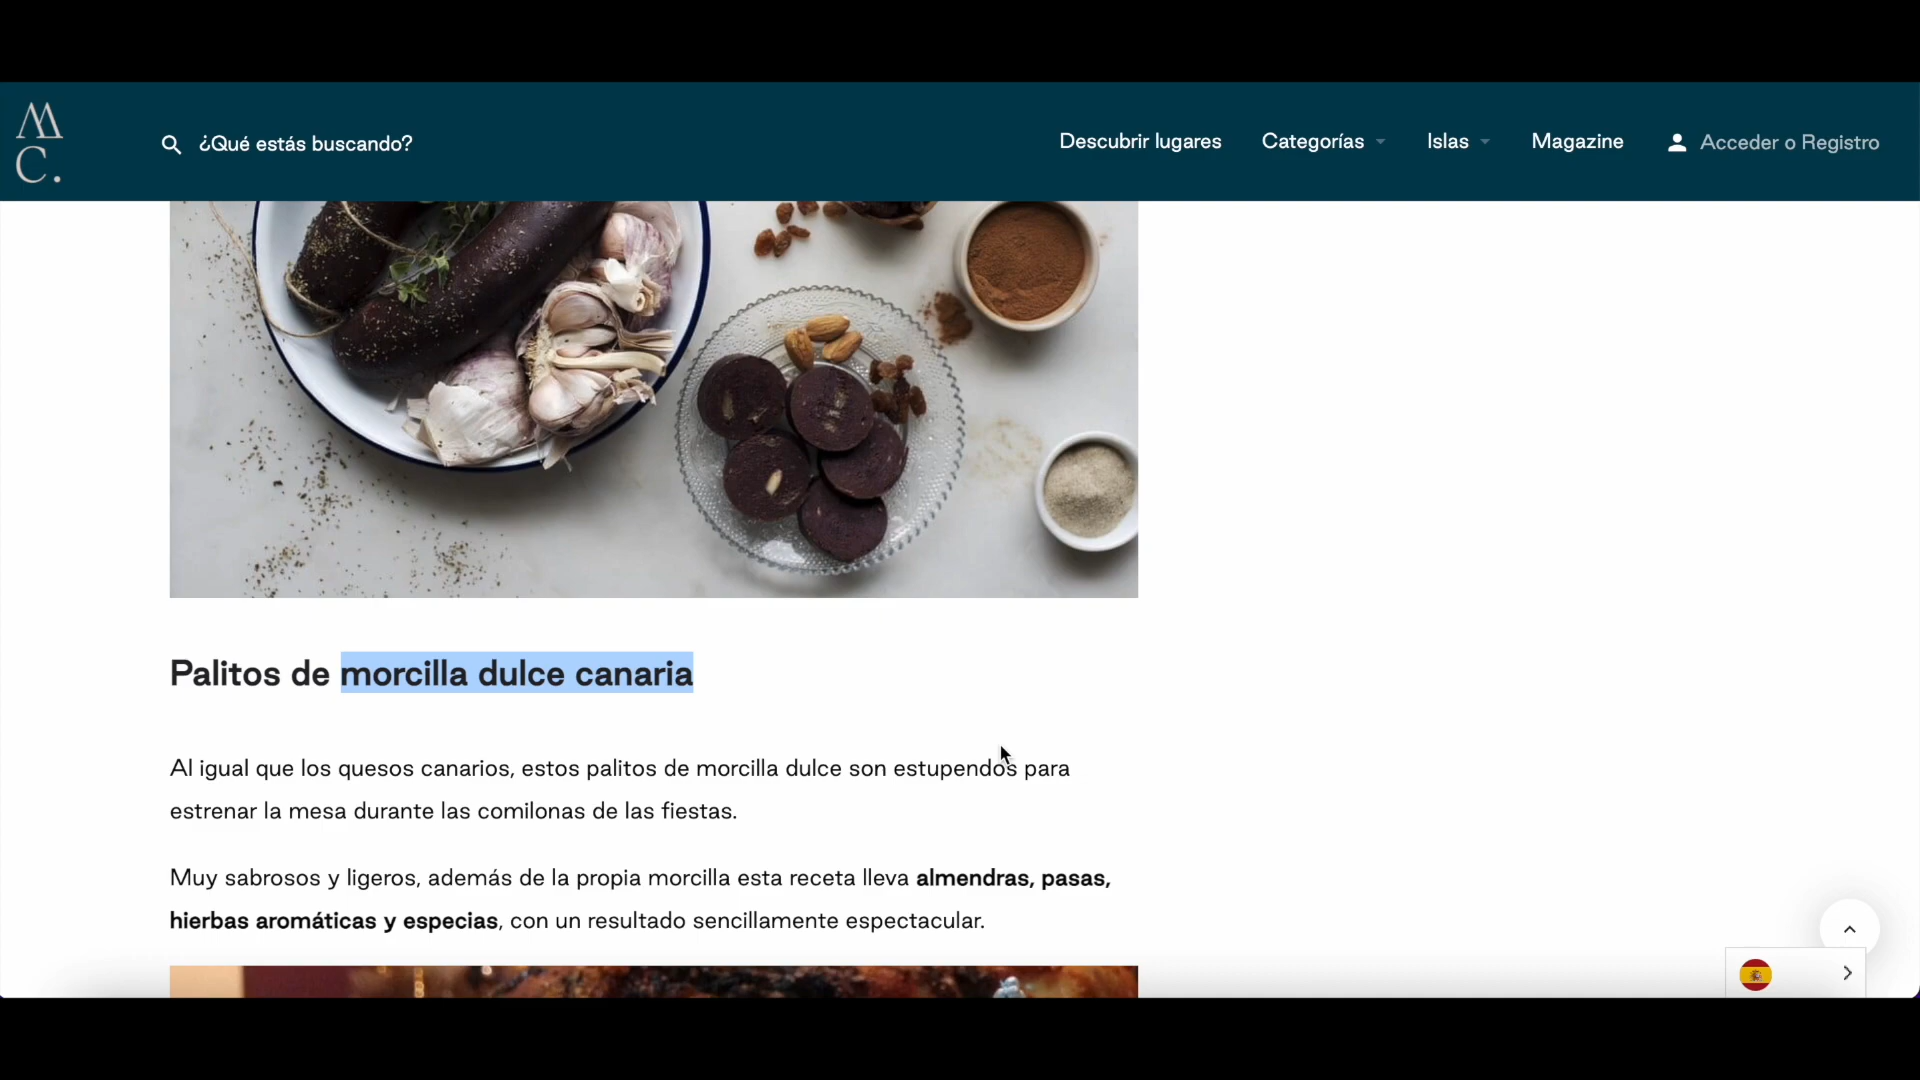 M
C.
¿Qué estás buscando?
Descubrir lugares
Categorías
Islas
Magazine
Acceder o Registro
Palitos de morcilla dulce canaria
Al igual que los quesos canarios, estos palitos de morcilla dulce son estupendos para
estrenar la mesa durante las comilonas de las fiestas.
Muy sabrosos y ligeros, además de la propia morcilla esta receta lleva almendras, pasas,
hierbas aromáticas y especias, con un resultado sencillamente espectacular.